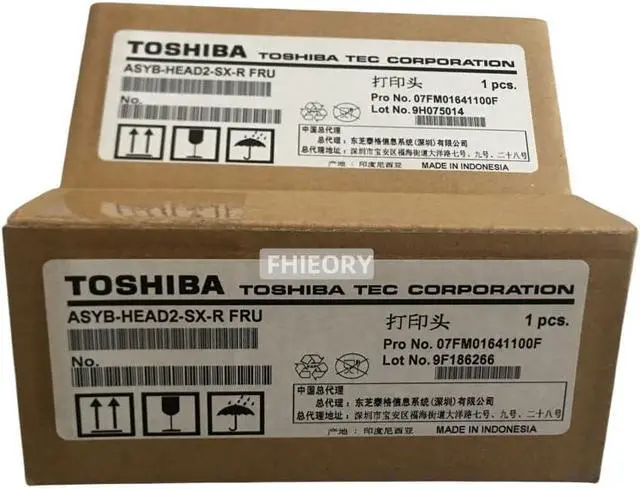 TOSHIBA TOSHIBA TEC CORPORATION
ASYB-HEAD2-SX-R FRU
打印头 1 pcs.
Pro No. 07FM01641100F
No.
Lot No. 9H075014
中国总代理
总代理: 东芝泰格信息系统(深圳)有限公司
总代理地址: 深圳市宝安区福海街道大洋路七号、九号、二十八号
产地: 印度尼西亚 MADE IN INDONESIA
FHIEORY
TOSHIBA TOSHIBA TEC CORPORATION
ASYB-HEAD2-SX-R FRU
打印头 1 pcs.
Pro No. 07FM01641100F
No.
Lot No. 9F186266
中国总代理
总代理: 东芝泰格信息系统(深圳)有限公司
总代理地址: 深圳市宝安区福海街道大洋路七号、九号、二十八号
产地: 印度尼西亚 MADE IN INDONESIA